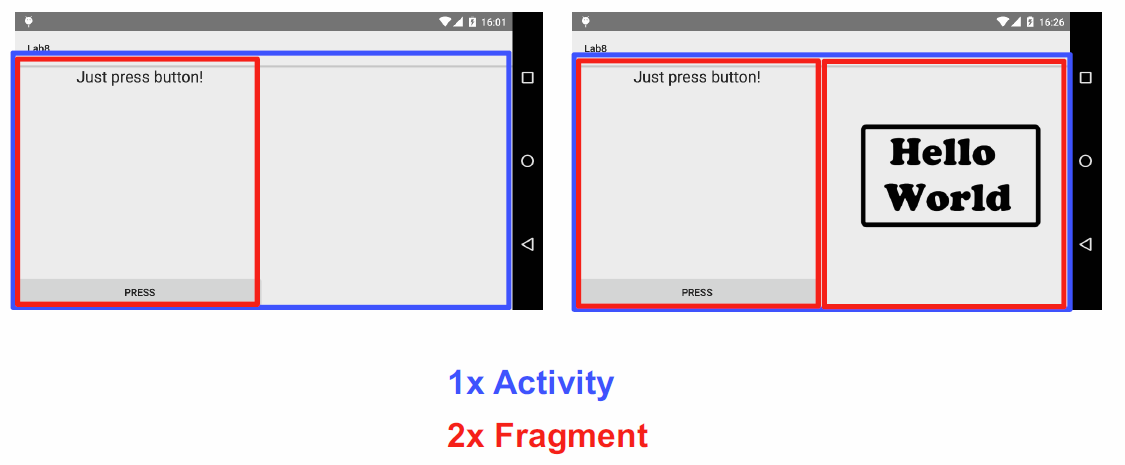 16:01
Lab8
Just press button!
PRESS
16:26
Lab8
Just press button!
Hello
World
PRESS
1x Activity
2x Fragment